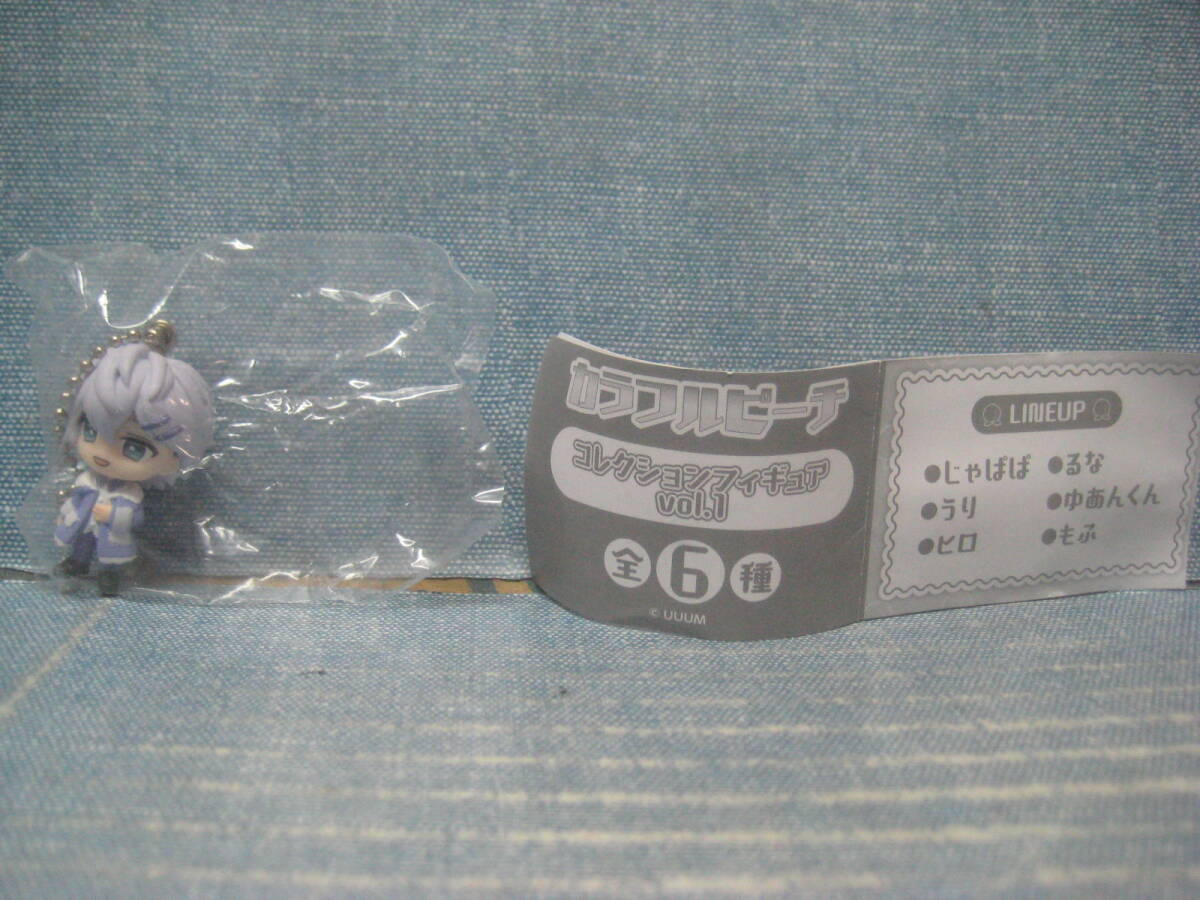 カラフルピーチ
コレクションフィギュア
vol.1
全6種
© UUUM
LINEUP
●じゃぱぱ ●るな
●うり ●ゆあんくん
●ヒロ ●もふ